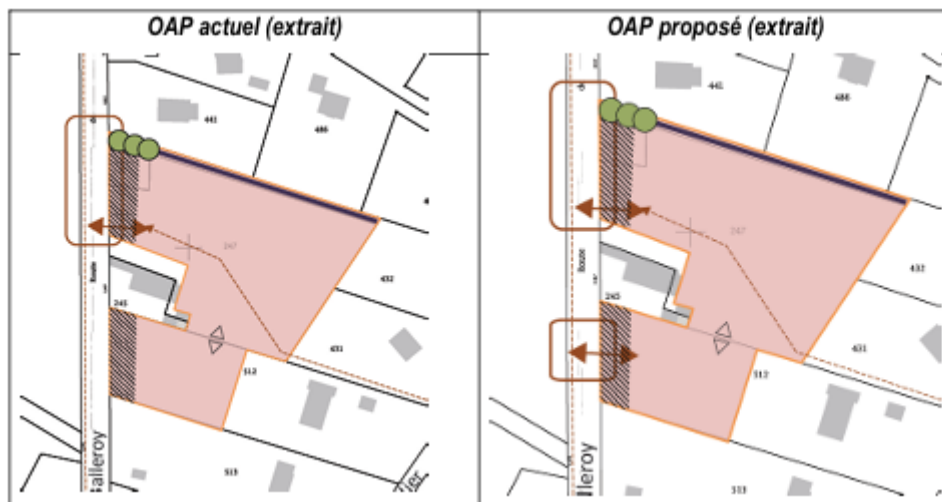 OAP actuel (extrait)
OAP proposé (extrait)
441
486
247
432
Route
245
431
512
513
alleroy
441
486
247
432
Route
245
431
512
513
lleroy